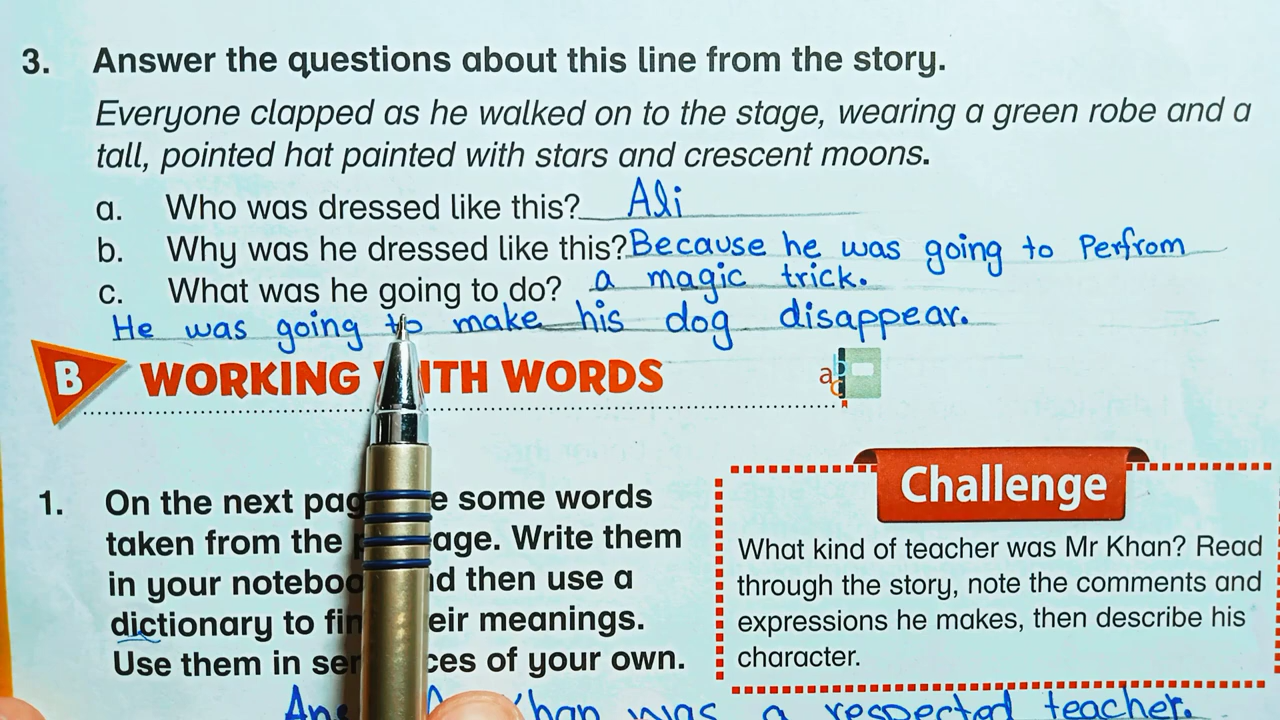 3. Answer the questions about this line from the story.
Everyone clapped as he walked on to the stage, wearing a green robe and a
tall, pointed hat painted with stars and crescent moons.
a. Who was dressed like this? Ali
b. Why was he dressed like this? Because he was going to Perfrom
a magic trick.
c. What was he going to do?
He was going to make his dog disappear.
B WORKING WITH WORDS
abc
1. On the next pag e some words
taken from the age. Write them
in your noteboo d then use a
dictionary to fin eir meanings.
Use them in sen ces of your own.
Challenge
What kind of teacher was Mr Khan? Read
through the story, note the comments and
expressions he makes, then describe his
character.
Ans han was a respected teacher.